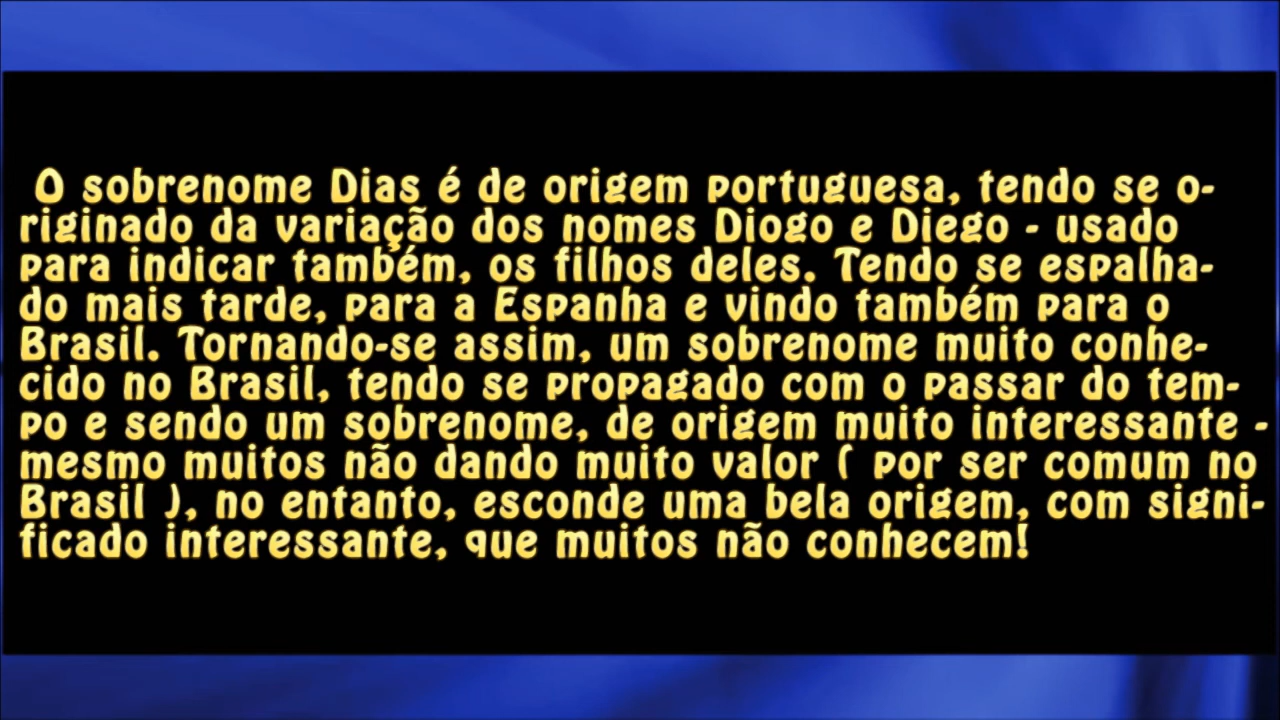 O sobrenome Dias é de origem portuguesa, tendo se o-
riginado da variação dos nomes Diogo e Diego - usado
para indicar também, os filhos deles. Tendo se espalha-
do mais tarde, para a Espanha e vindo também para o
Brasil. Tornando-se assim, um sobrenome muito conhe-
cido no Brasil, tendo se propagado com o passar do tem-
po e sendo um sobrenome, de origem muito interessante -
mesmo muitos não dando muito valor ( por ser comum no
Brasil ), no entanto, esconde uma bela origem, com signi-
ficado interessante, que muitos não conhecem!